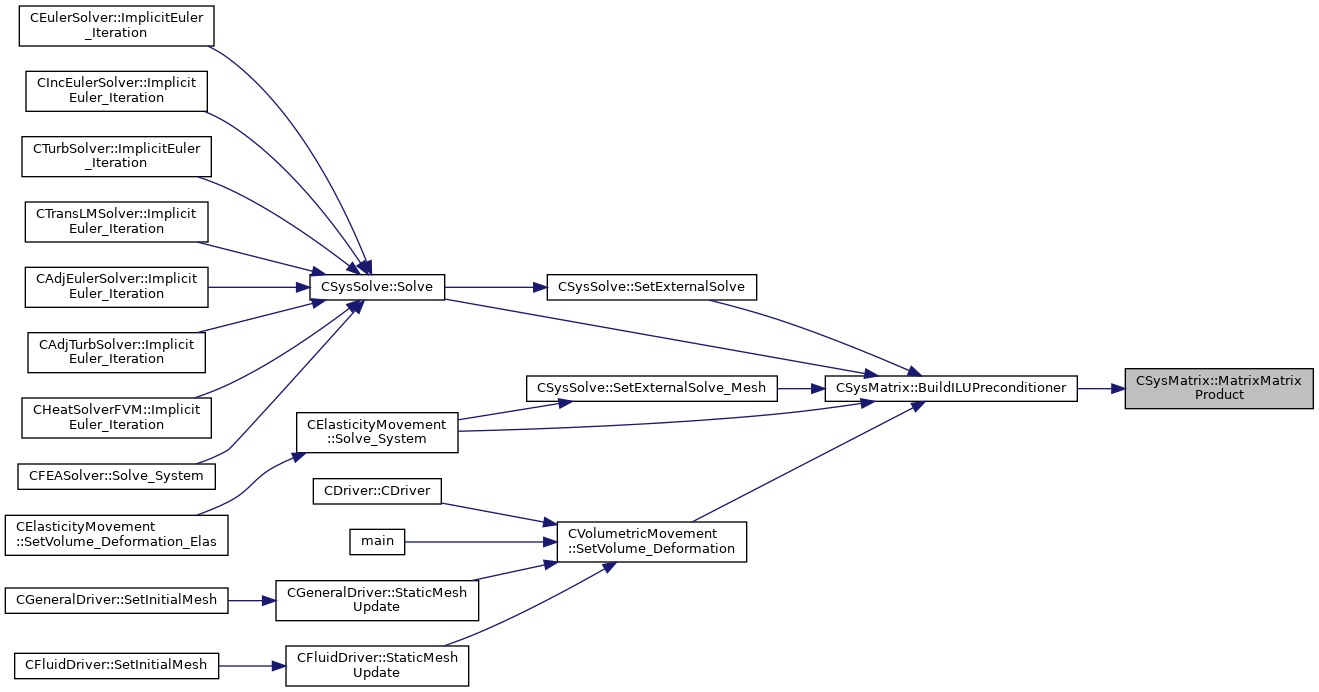 CEulerSolver::ImplicitEuler
_Iteration
CIncEulerSolver::Implicit
Euler_Iteration
CTurbSolver::ImplicitEuler
_Iteration
CTransLMSolver::Implicit
Euler_Iteration
CAdjEulerSolver::Implicit
Euler_Iteration
CAdjTurbSolver::Implicit
Euler_Iteration
CHeatSolverFVM::Implicit
Euler_Iteration
CFEASolver::Solve_System
CElasticityMovement
::SetVolume_Deformation_Elas
CGeneralDriver::SetInitialMesh
CFluidDriver::SetInitialMesh
CSysSolve::Solve
CElasticityMovement
::Solve_System
CDriver::CDriver
main
CGeneralDriver::StaticMesh
Update
CFluidDriver::StaticMesh
Update
CSysSolve::SetExternalSolve
CSysSolve::SetExternalSolve_Mesh
CVolumetricMovement
::SetVolume_Deformation
CSysMatrix::BuildILUPreconditioner
CSysMatrix::MatrixMatrix
Product